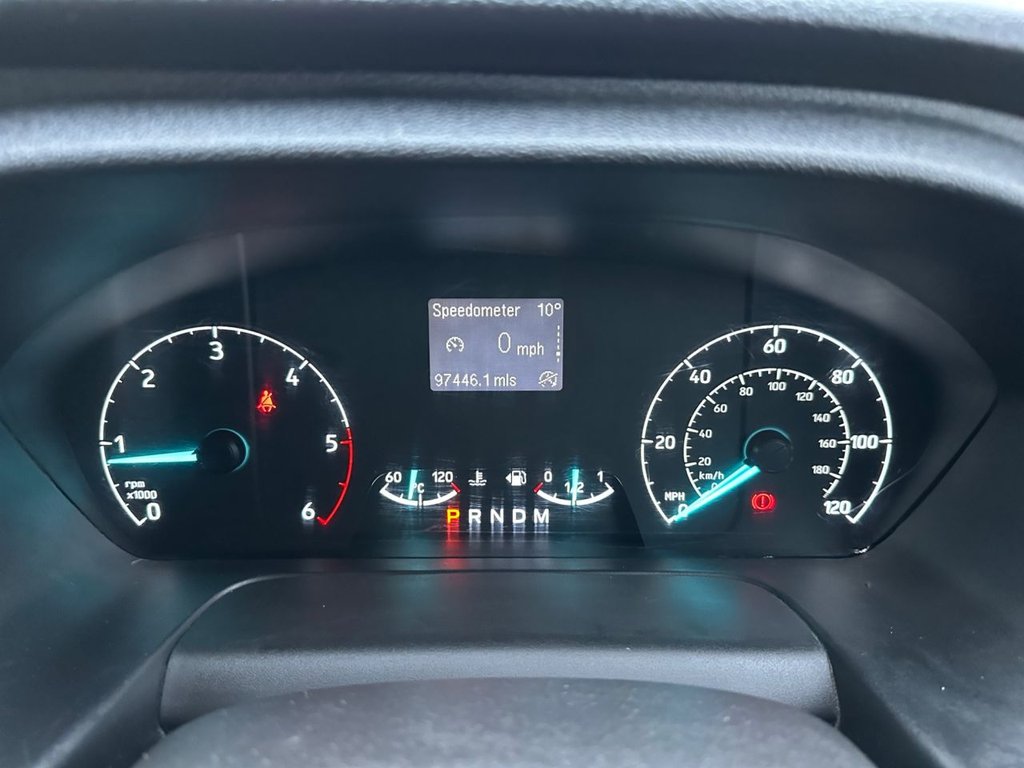 Speedometer 10°
0 mph
97446.1 mls
0 1 2 3 4 5 6
rpm
x1000
60 °C 120
0 1/2 1
P R N D M
0 20 40 60 80 100 120
MPH
20 40 60 80 100 120 140 160 180
km/h
0